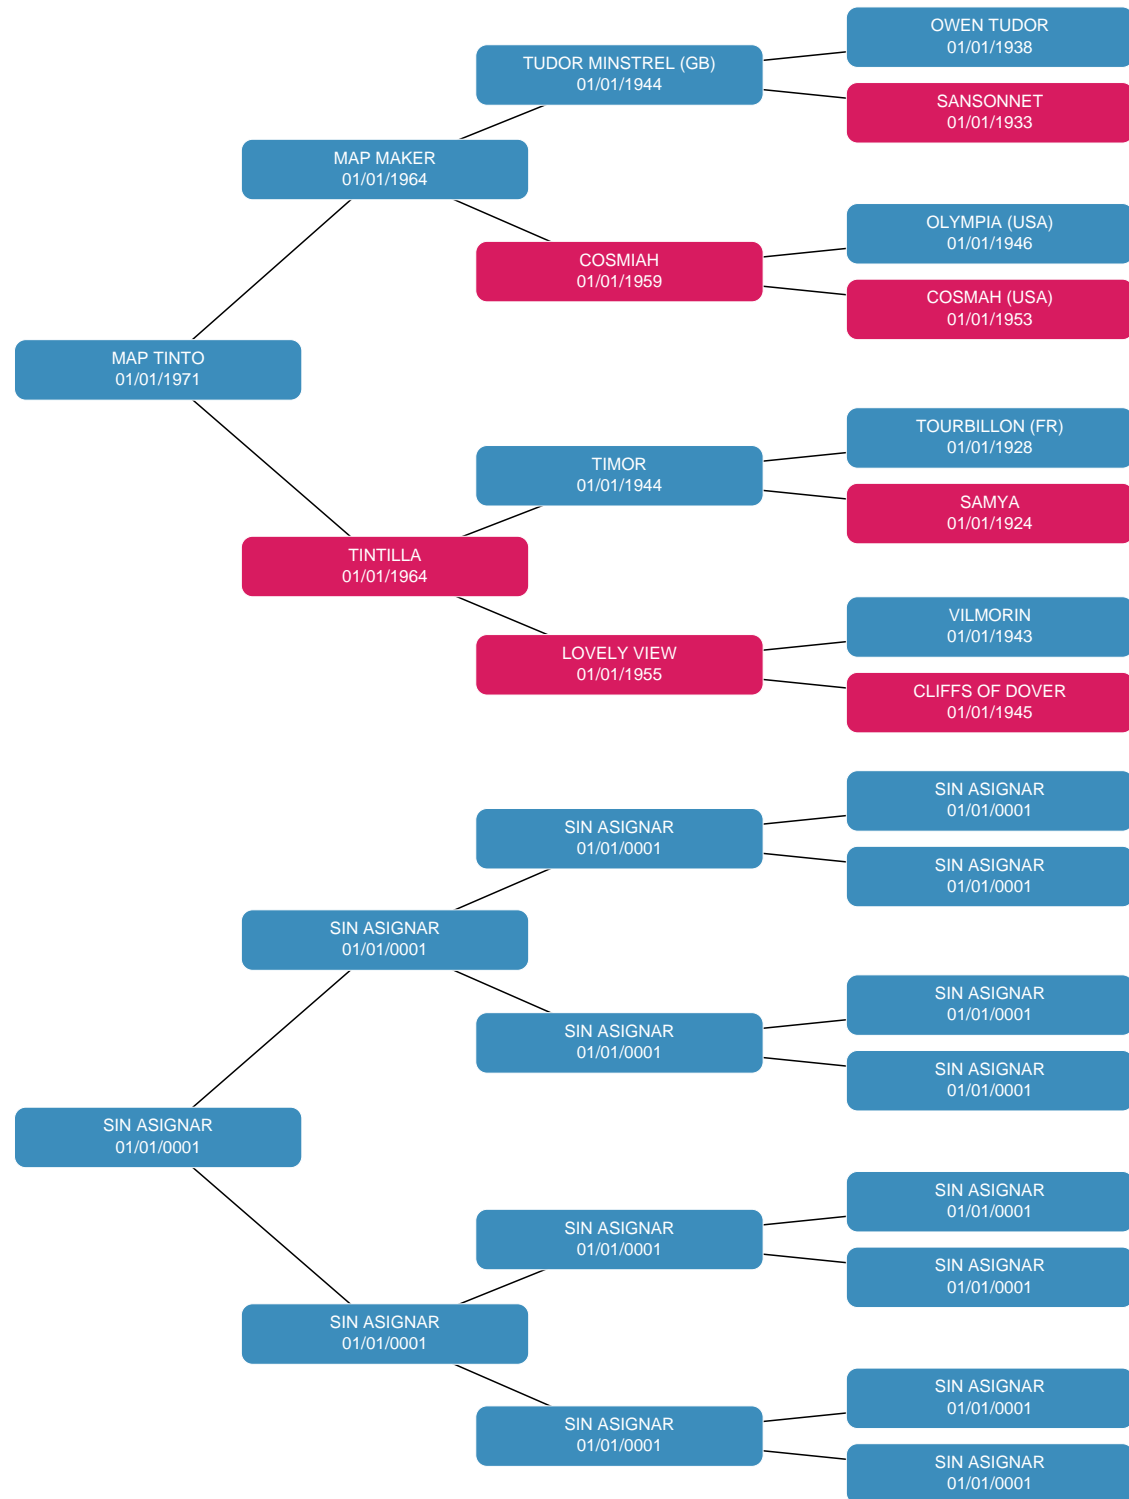 OWEN TUDOR
01/01/1938
TUDOR MINSTREL (GB)
01/01/1944
SANSONNET
01/01/1933
MAP MAKER
01/01/1964
OLYMPIA (USA)
01/01/1946
COSMIAH
01/01/1959
COSMAH (USA)
01/01/1953
MAP TINTO
01/01/1971
TOURBILLON (FR)
01/01/1928
TIMOR
01/01/1944
SAMYA
01/01/1924
TINTILLA
01/01/1964
VILMORIN
01/01/1943
LOVELY VIEW
01/01/1955
CLIFFS OF DOVER
01/01/1945
SIN ASIGNAR
01/01/0001
SIN ASIGNAR
01/01/0001
SIN ASIGNAR
01/01/0001
SIN ASIGNAR
01/01/0001
SIN ASIGNAR
01/01/0001
SIN ASIGNAR
01/01/0001
SIN ASIGNAR
01/01/0001
SIN ASIGNAR
01/01/0001
SIN ASIGNAR
01/01/0001
SIN ASIGNAR
01/01/0001
SIN ASIGNAR
01/01/0001
SIN ASIGNAR
01/01/0001
SIN ASIGNAR
01/01/0001
SIN ASIGNAR
01/01/0001
SIN ASIGNAR
01/01/0001